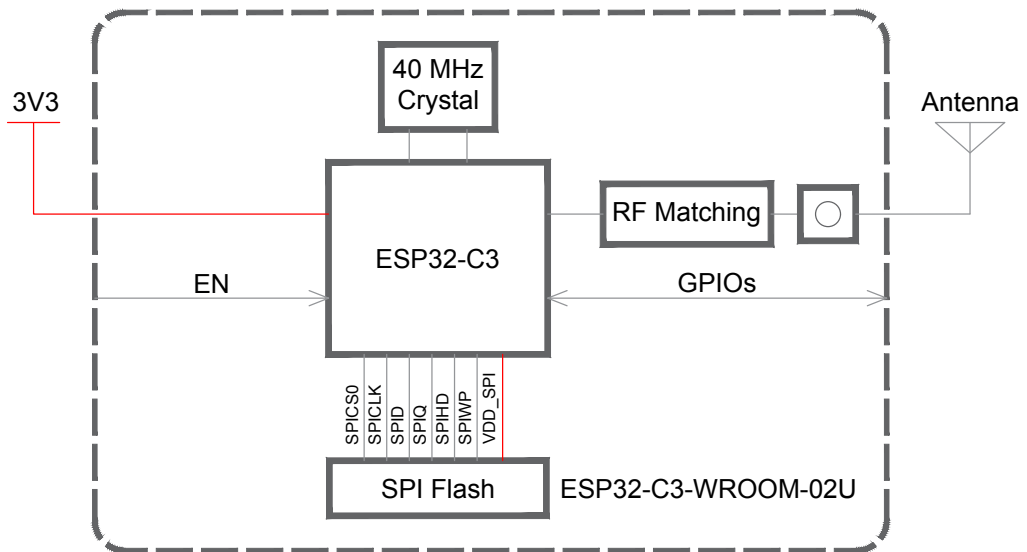 40 MHz
Crystal
3V3
Antenna
RF Matching
ESP32-C3
EN
GPIOs
SPICS0
SPICLK
SPID
SPIQ
SPIHD
SPIWP
VDD_SPI
SPI Flash
ESP32-C3-WROOM-02U